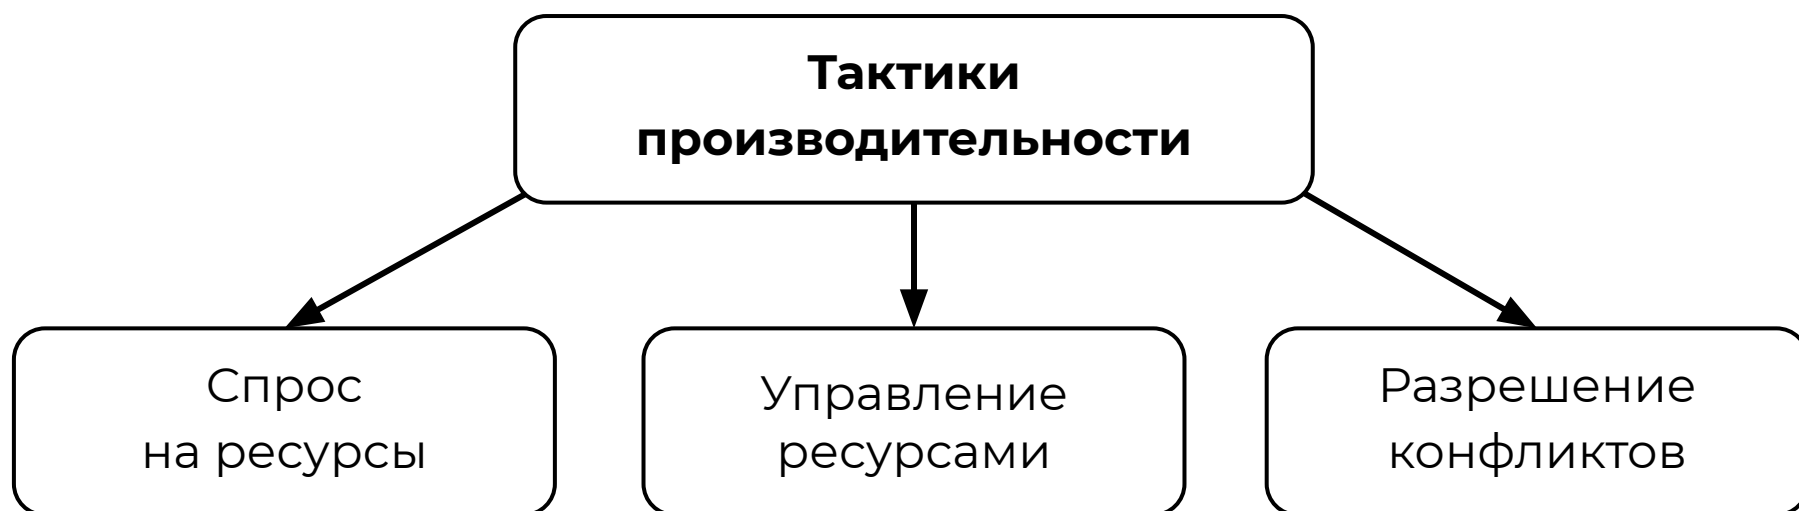 Тактики
производительности
Спрос
на ресурсы
Управление
ресурсами
Разрешение
конфликтов